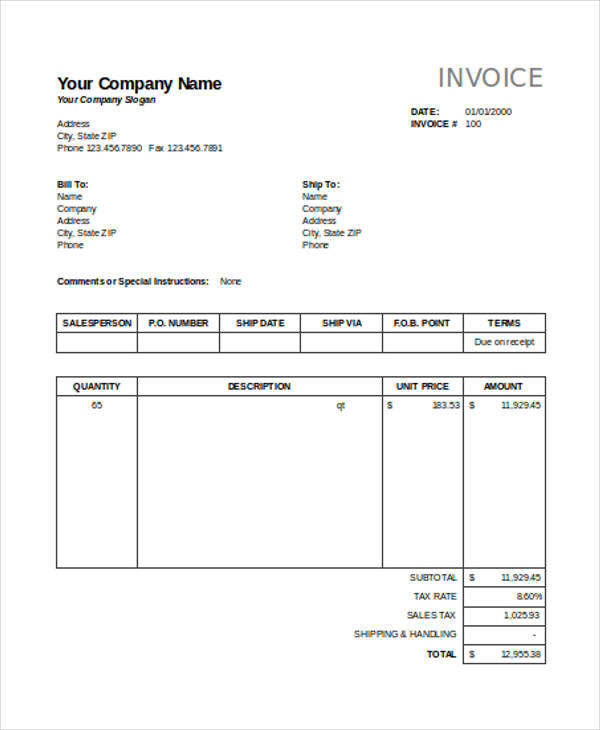 INVOICE
Your Company Name
Your Company Slogan
DATE: 01/01/2000
INVOICE # 100
Address
City, State ZIP
Phone 123.456.7890 Fax 123.456.7891
Bill To: Ship To:
Name Name
Company Company
Address Address
City, State ZIP City, State ZIP
Phone Phone
Comments or Special Instructions: None
SALESPERSON P.O. NUMBER SHIP DATE SHIP VIA F.O.B. POINT TERMS
Due on receipt
QUANTITY DESCRIPTION UNIT PRICE AMOUNT
65 qt $ 183.53 $ 11,929.45
SUBTOTAL $ 11,929.45
TAX RATE 8.60%
SALES TAX 1,025.93
SHIPPING & HANDLING -
TOTAL $ 12,955.38